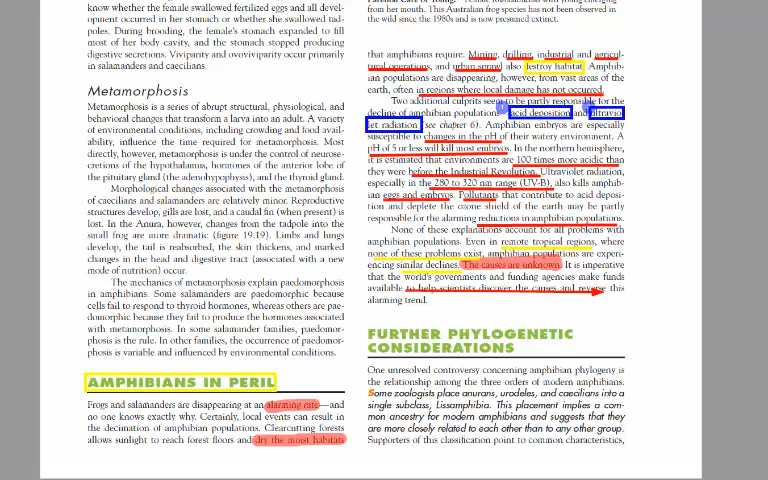 know whether the female swallowed fertilized eggs and all devel-
opment occurred in her stomach or whether she swallowed tad-
poles. During brooding, the female's stomach expanded to fill
most of her body cavity, and the stomach stopped producing
digestive secretions. Viviparity and ovoviviparity occur primarily
in salamanders and caecilians.
Metamorphosis
Metamorphosis is a series of abrupt structural, physiological, and
behavioral changes that transform a larva into an adult. A variety
of environmental conditions, including crowding and food avail-
ability, influence the time required for metamorphosis. Most
directly, however, metamorphosis is under the control of neurose-
cretions of the hypothalamus, hormones of the anterior lobe of
the pituitary gland (the adenohypophysis), and the thyroid gland.
Morphological changes associated with the metamorphosis
of caecilians and salamanders are relatively minor. Reproductive
structures develop, gills are lost, and a caudal fin (when present) is
lost. In the Anura, however, changes from the tadpole into the
small frog are more dramatic (figure 19.19). Limbs and lungs
develop, the tail is reabsorbed, the skin thickens, and marked
changes in the head and digestive tract (associated with a new
mode of nutrition) occur.
The mechanics of metamorphosis explain paedomorphosis
in amphibians. Some salamanders are paedomorphic because
cells fail to respond to thyroid hormones, whereas others are pae-
domorphic because they fail to produce the hormones associated
with metamorphosis. In some salamander families, paedomor-
phosis is the rule. In other families, the occurrence of paedomor-
phosis is variable and influenced by environmental conditions.
AMPHIBIANS IN PERIL
Frogs and salamanders are disappearing at an alarming rate—and
no one knows exactly why. Certainly, local events can result in
the decimation of amphibian populations. Clearcutting forests
allows sunlight to reach forest floors and dry the moist habitats
from her mouth. This Australian frog species has not been observed in
the wild since the 1980s and is now presumed extinct.
that amphibians require. Mining, drilling, industrial and agricul-
tural operations, and urban sprawl also destroy habitat. Amphib-
ian populations are disappearing, however, from vast areas of the
earth, often in regions where local damage has not occurred.
Two additional culprits seem to be partly responsible for the
decline of amphibian populations acid deposition and ultravio
let radiation see chapter 6). Amphibian embryos are especially
susceptible to changes in the pH of their watery environment. A
pH of 5 or less will kill most embryos. In the northern hemisphere,
it is estimated that environments are 100 times more acidic than
they were before the Industrial Revolution. Ultraviolet radiation,
especially in the 280 to 320 nm range (UV-B), also kills amphib-
ian eggs and embryos. Pollutants that contribute to acid deposi-
tion and deplete the ozone shield of the earth may be partly
responsible for the alarming reductions in amphibian populations.
None of these explanations account for all problems with
amphibian populations. Even in remote tropical regions, where
none of these problems exist, amphibian populations are experi-
encing similar declines. The causes are unknown. It is imperative
that the world's governments and funding agencies make funds
available to help scientists discover the causes and reverse this
alarming trend.
FURTHER PHYLOGENETIC
CONSIDERATIONS
One unresolved controversy concerning amphibian phylogeny is
the relationship among the three orders of modern amphibians.
Some zoologists place anurans, urodeles, and caecilians into a
single subclass, Lissamphibia. This placement implies a com-
mon ancestry for modern amphibians and suggests that they
are more closely related to each other than to any other group.
Supporters of this classification point to common characteristics,